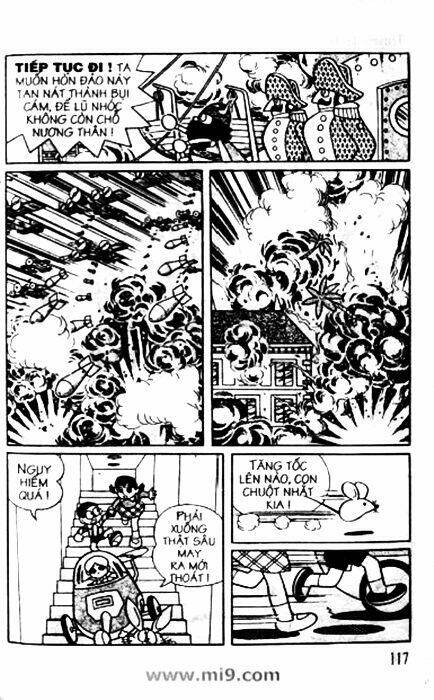 TIẾP TỤC ĐI ! TA
MUỐN HÒN ĐẢO NÀY
TAN NÁT THÀNH BỤI
CÁM, ĐỂ LŨ NHÓC
KHÔNG CÒN CHỖ
NƯƠNG THÂN !
NGUY
HIỂM
QUÁ !
PHẢI
XUỐNG
THẬT SÂU
MAY
RA MỚI
THOÁT !
TĂNG TỐC
LÊN NÀO, CON
CHUỘT NHẮT
KIA !
117
www.mi9.com